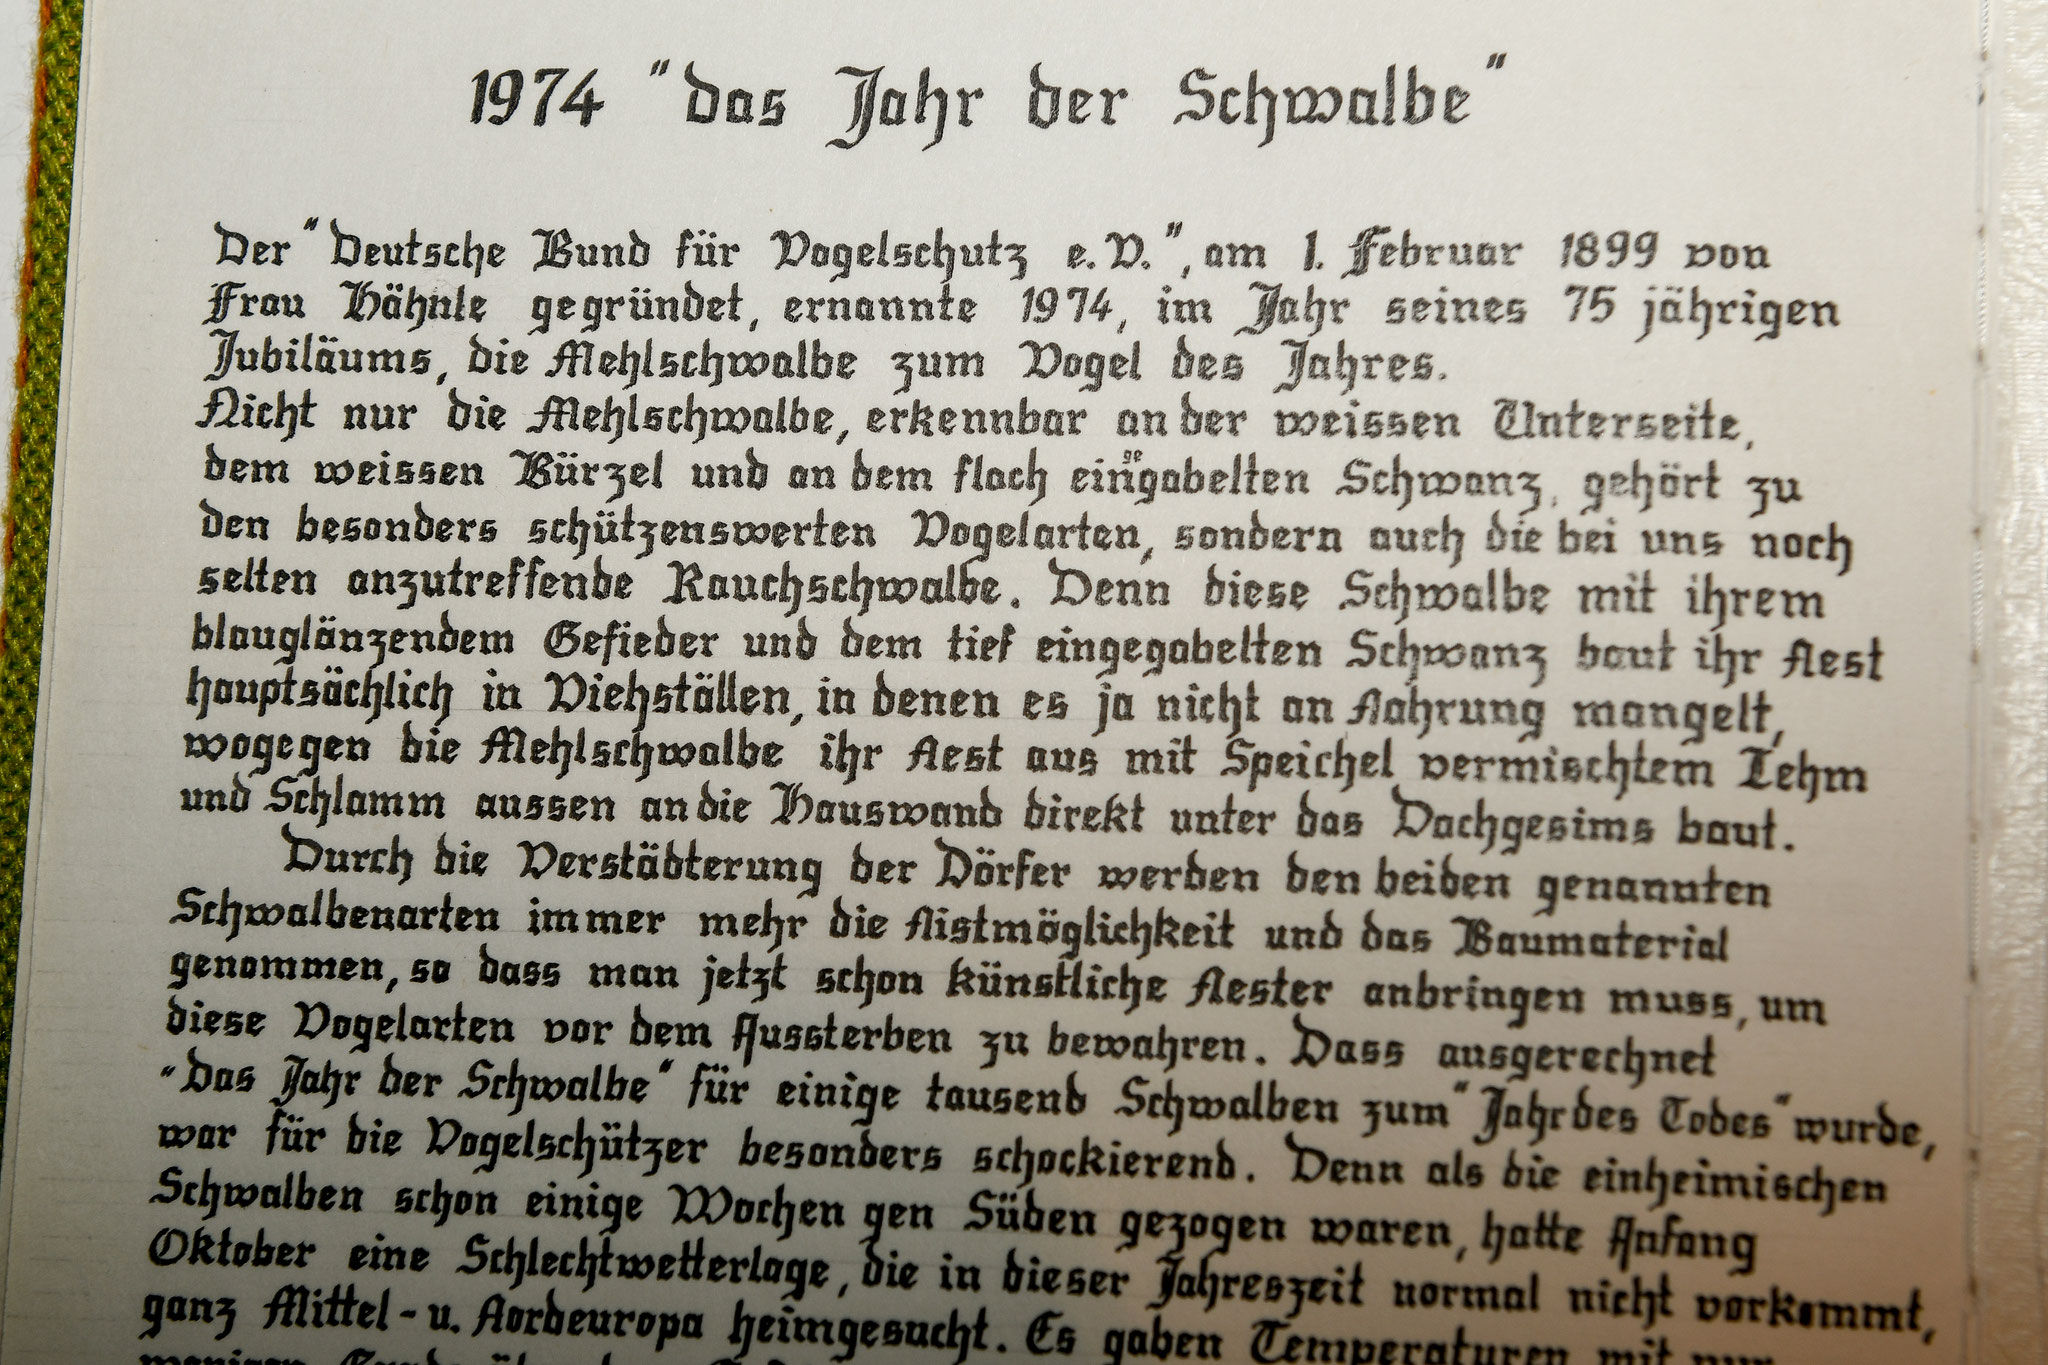 1974 "Das Jahr der Schwalbe"
Der "Deutsche Bund für Vogelschutz e.V.", am 1. Februar 1899 von
Frau Hähnle gegründet, ernannte 1974, im Jahr seines 75 jährigen
Jubiläums, die Mehlschwalbe zum Vogel des Jahres.
Nicht nur die Mehlschwalbe, erkennbar an der weissen Unterseite,
dem weissen Bürzel und an dem flach eingegabelten Schwanz, gehört zu
den besonders schützenswerten Vogelarten, sondern auch die bei uns noch
selten anzutreffende Rauchschwalbe. Denn diese Schwalbe mit ihrem
blauglänzendem Gefieder und dem tief eingegabelten Schwanz baut ihr Nest
hauptsächlich in Viehställen, in denen es ja nicht an Nahrung mangelt,
wogegen die Mehlschwalbe ihr Nest aus mit Speichel vermischtem Lehm
und Schlamm aussen an die Hauswand direkt unter das Dachgesims baut.
Durch die Verstädterung der Dörfer werden den beiden genannten
Schwalbenarten immer mehr die Nistmöglichkeit und das Baumaterial
genommen, so dass man jetzt schon künstliche Nester anbringen muss, um
diese Vogelarten vor dem Aussterben zu bewahren. Dass ausgerechnet
"Das Jahr der Schwalbe" für einige tausend Schwalben zum "Jahr des Todes" wurde,
war für die Vogelschützer besonders schockierend. Denn als die einheimischen
Schwalben schon einige Wochen gen Süden gezogen waren, hatte Anfang
Oktober eine Schlechtwetterlage, die in dieser Jahreszeit normal nicht vorkommt,
ganz Mittel- u. Nordeuropa heimgesucht. Es gaben Temperaturen mit nur